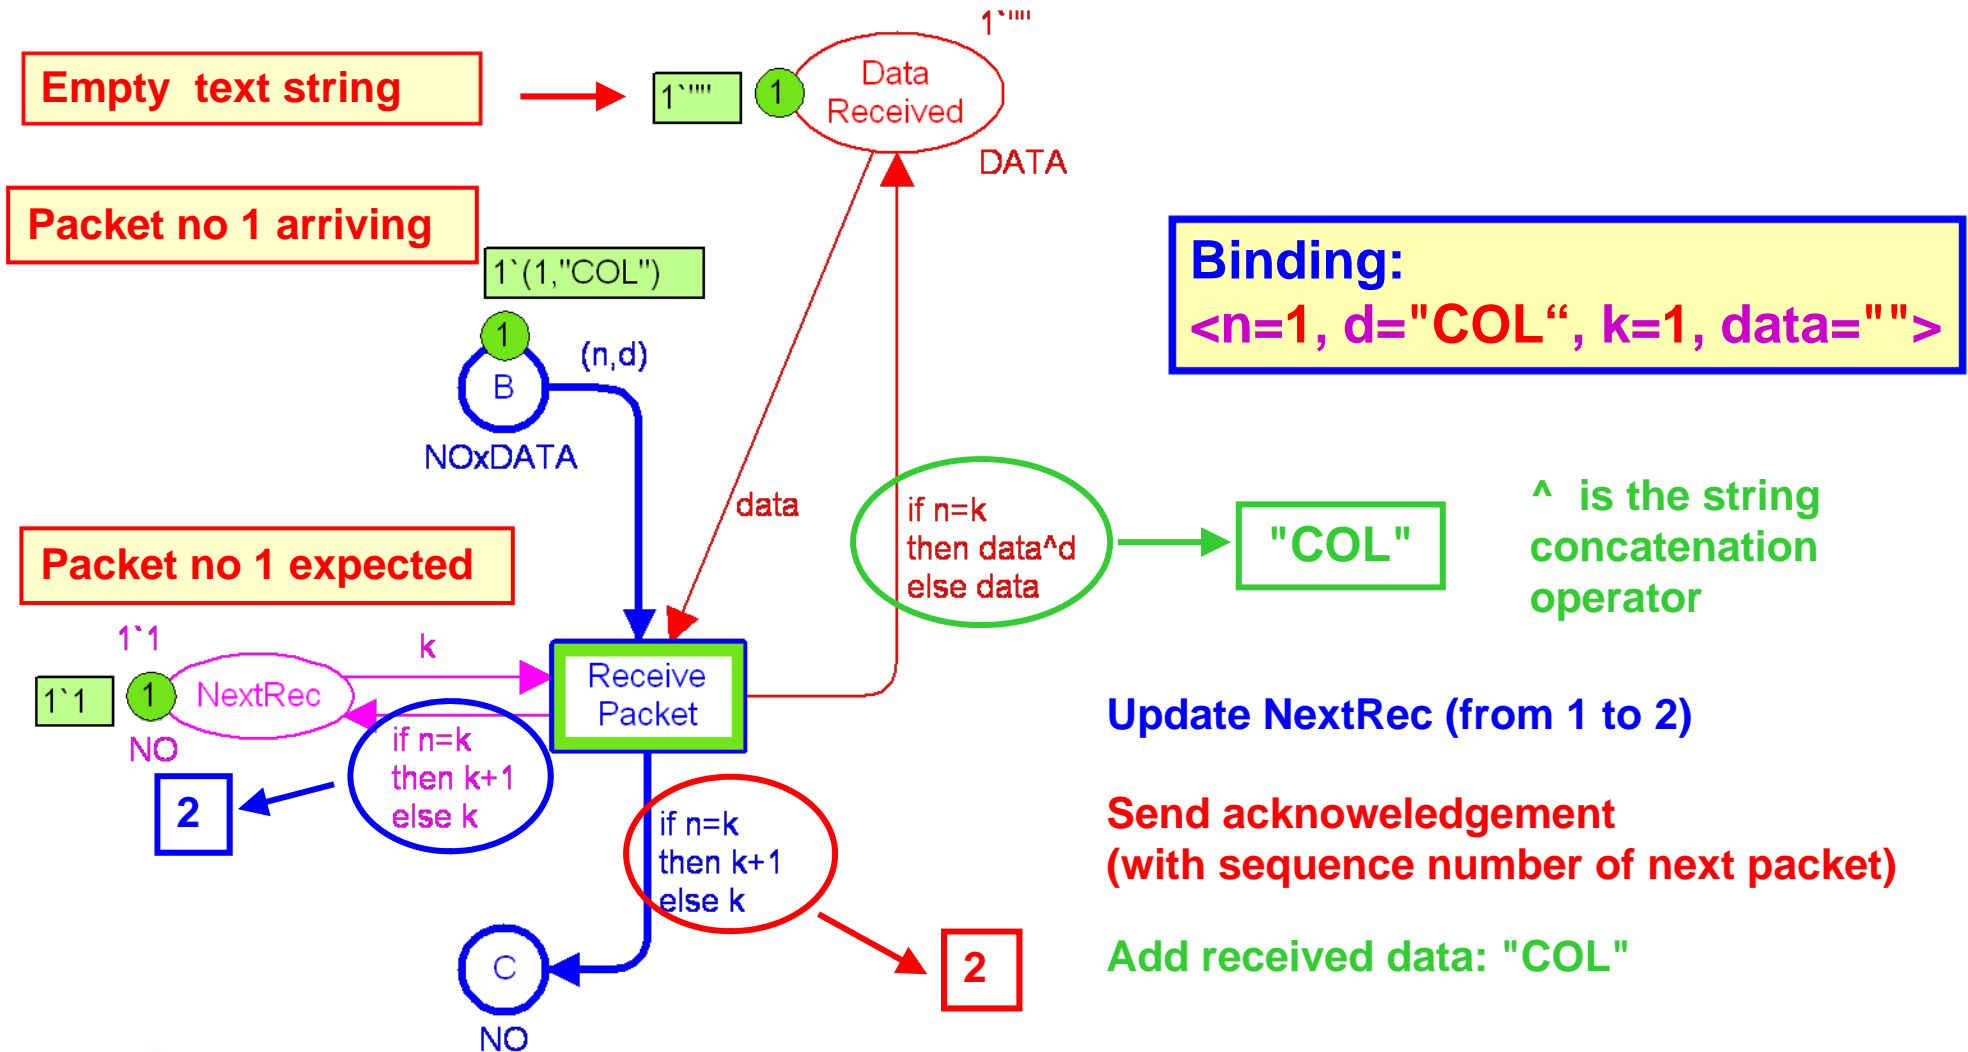 1`""
Empty text string
1`""
1
Data
Received
DATA
Packet no 1 arriving
1`(1,"COL")
1
(n,d)
B
NOxDATA
Binding:
<n=1, d="COL“, k=1, data="">
data
if n=k
then data^d
else data
"COL"
^ is the string
concatenation
operator
Packet no 1 expected
1`1
k
1`1
1
NextRec
NO
Receive
Packet
if n=k
then k+1
else k
2
if n=k
then k+1
else k
2
C
NO
Update NextRec (from 1 to 2)
Send acknoweledgement
(with sequence number of next packet)
Add received data: "COL"